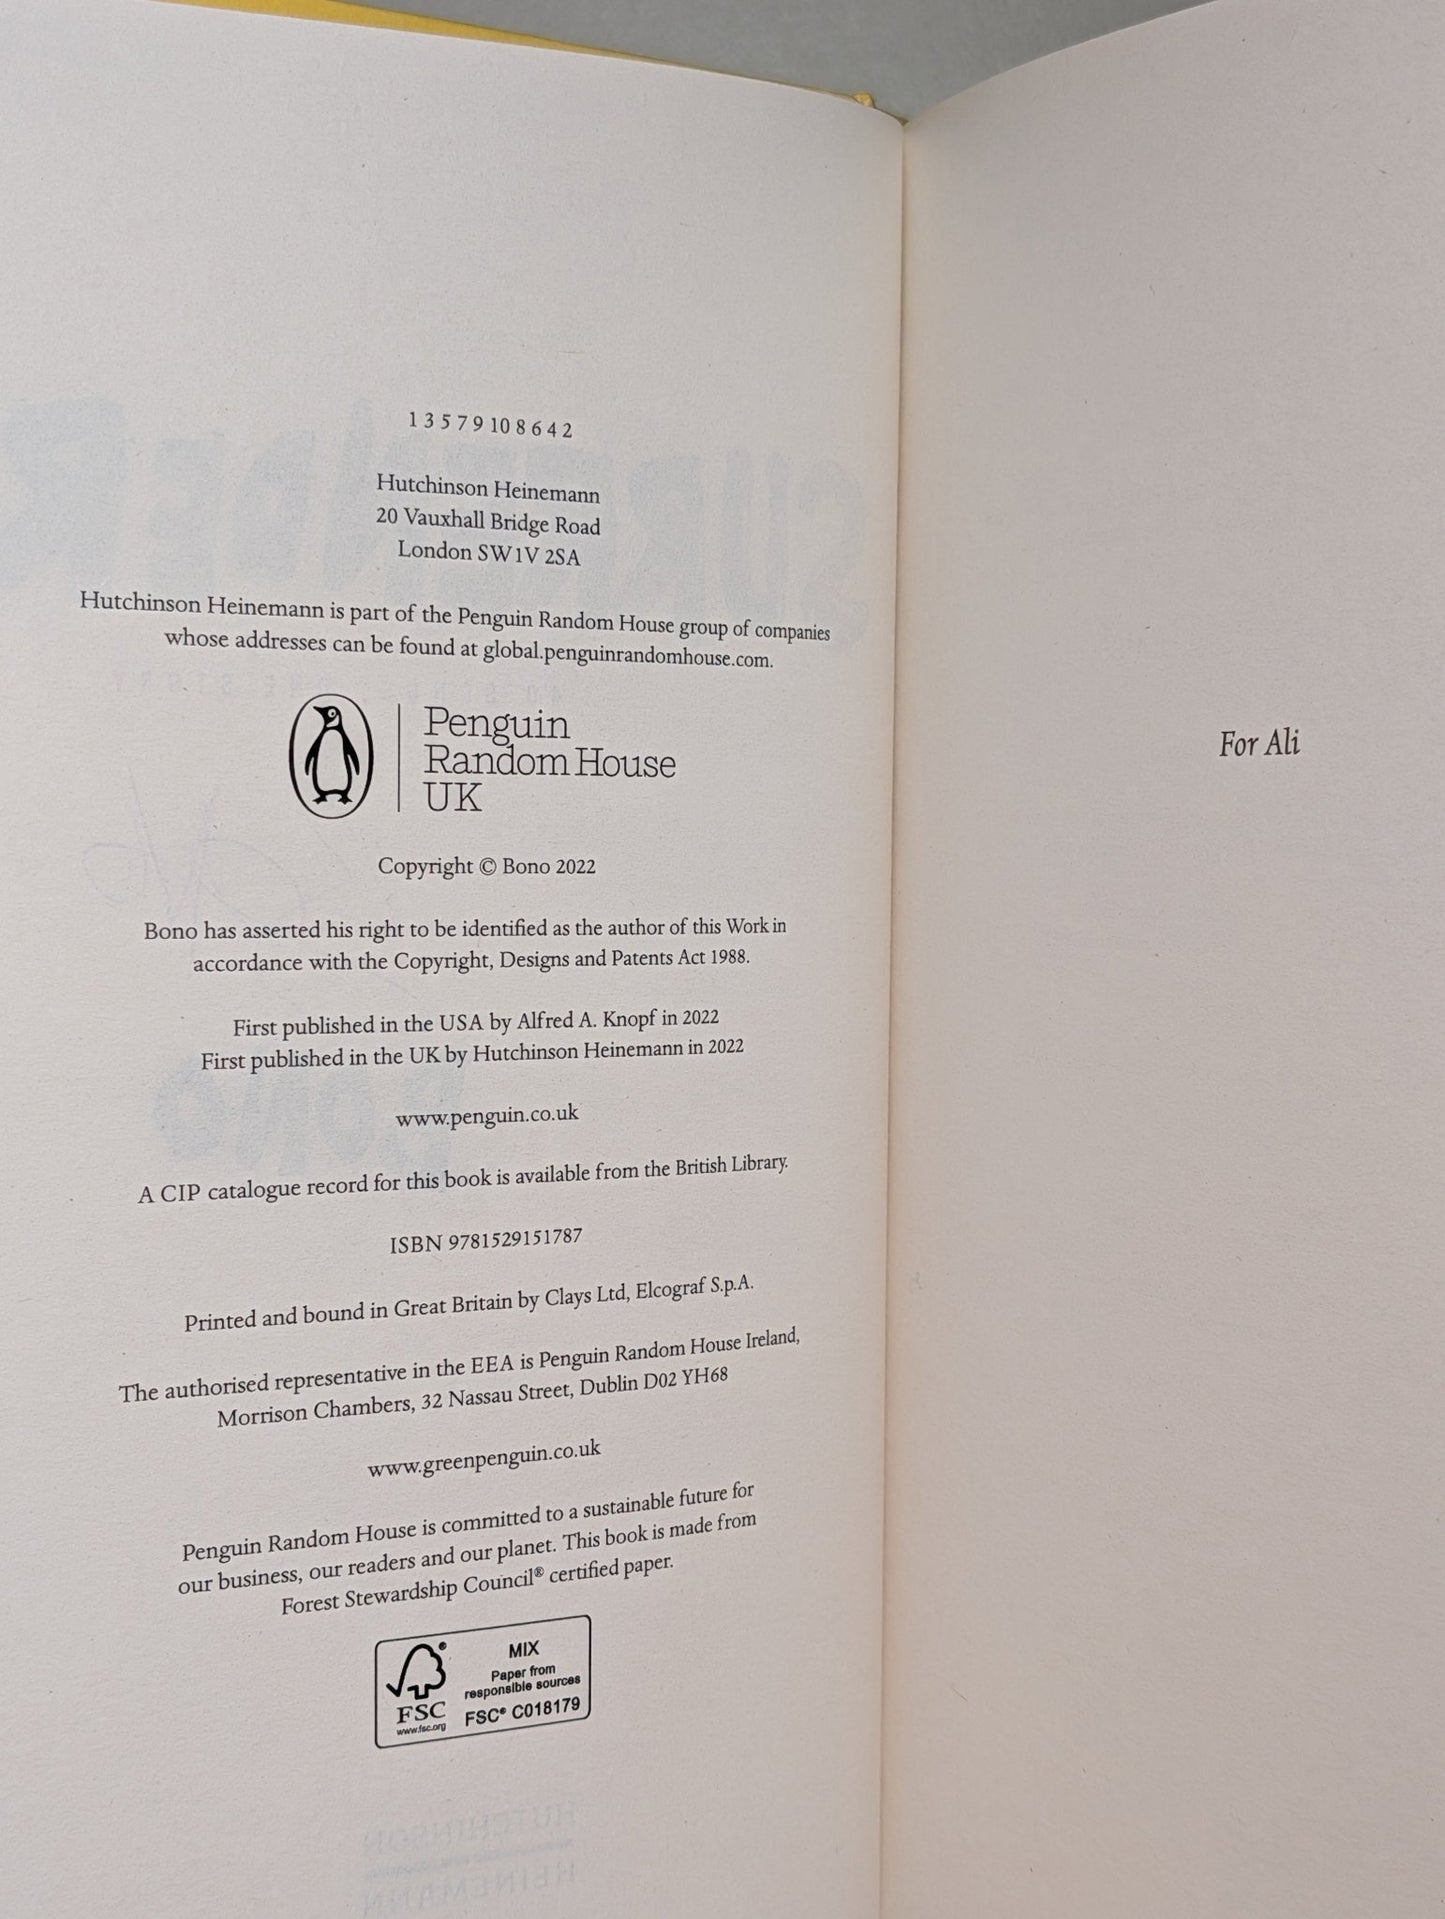 1 3 5 7 9 10 8 6 4 2
Hutchinson Heinemann
20 Vauxhall Bridge Road
London SW1V 2SA
Hutchinson Heinemann is part of the Penguin Random House group of companies
whose addresses can be found at global.penguinrandomhouse.com.
Penguin
Random House
UK
Copyright © Bono 2022
Bono has asserted his right to be identified as the author of this Work in
accordance with the Copyright, Designs and Patents Act 1988.
First published in the USA by Alfred A. Knopf in 2022
First published in the UK by Hutchinson Heinemann in 2022
www.penguin.co.uk
A CIP catalogue record for this book is available from the British Library.
ISBN 9781529151787
Printed and bound in Great Britain by Clays Ltd, Elcograf S.p.A.
The authorised representative in the EEA is Penguin Random House Ireland,
Morrison Chambers, 32 Nassau Street, Dublin D02 YH68
www.greenpenguin.co.uk
Penguin Random House is committed to a sustainable future for
our business, our readers and our planet. This book is made from
Forest Stewardship Council® certified paper.
®
FSC
www.fsc.org
MIX
Paper from
responsible sources
FSC® C018179
HUTCHINSON
HEINEMANN
For Ali